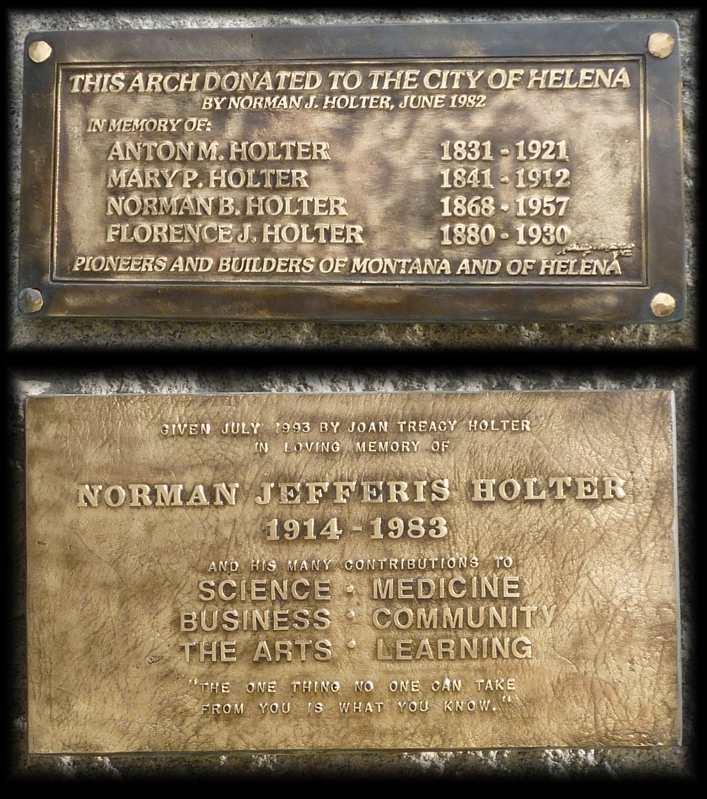 THIS ARCH DONATED TO THE CITY OF HELENA
BY NORMAN J. HOLTER, JUNE 1982
IN MEMORY OF:
ANTON M. HOLTER 1831 - 1921
MARY P. HOLTER 1841 - 1912
NORMAN B. HOLTER 1868 - 1957
FLORENCE J. HOLTER 1880 - 1930
PIONEERS AND BUILDERS OF MONTANA AND OF HELENA
GIVEN JULY 1993 BY JOAN TREACY HOLTER
IN LOVING MEMORY OF
NORMAN JEFFERIS HOLTER
1914 - 1983
AND HIS MANY CONTRIBUTIONS TO
SCIENCE • MEDICINE
BUSINESS • COMMUNITY
THE ARTS • LEARNING
"THE ONE THING NO ONE CAN TAKE
FROM YOU IS WHAT YOU KNOW."